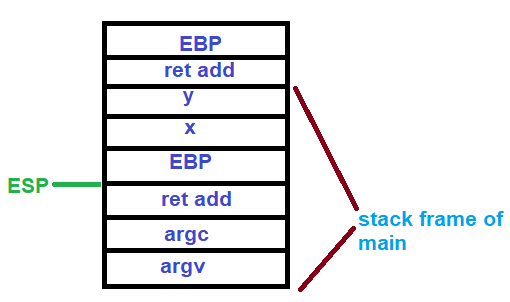 EBP
ret add
y
x
EBP
ESP
ret add
argc
argv
stack frame of
main